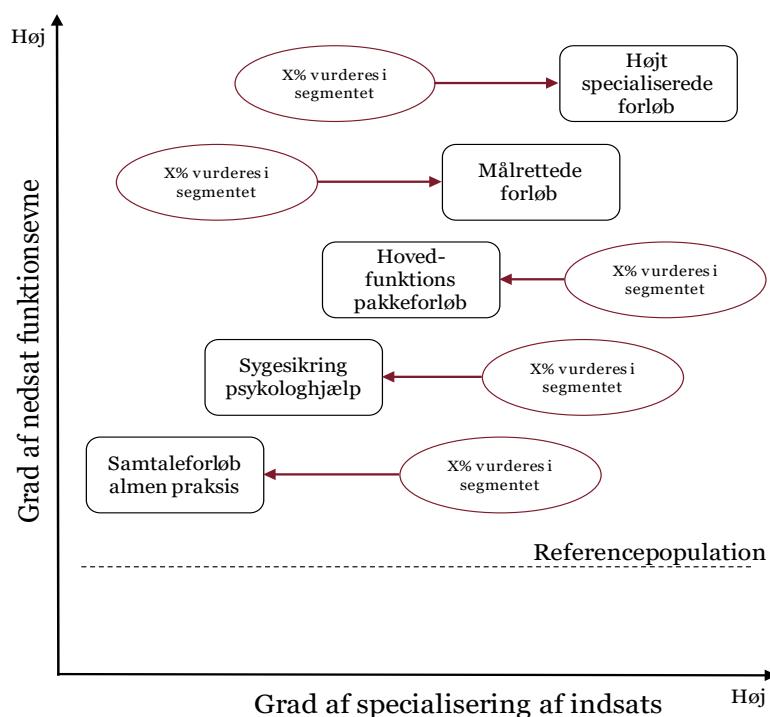 Høj
X% vurderes i
segmentet
Højt
specialiserede
forløb
X% vurderes i
segmentet
Målrettede
forløb
Hoved-
funktions
pakkeforløb
X% vurderes i
segmentet
Sygesikring
psykologhjælp
X% vurderes i
segmentet
Samtaleforløb
almen praksis
X% vurderes i
segmentet
Grad af nedsat funktionsevne
Referencepopulation
Grad af specialisering af indsats
Høj